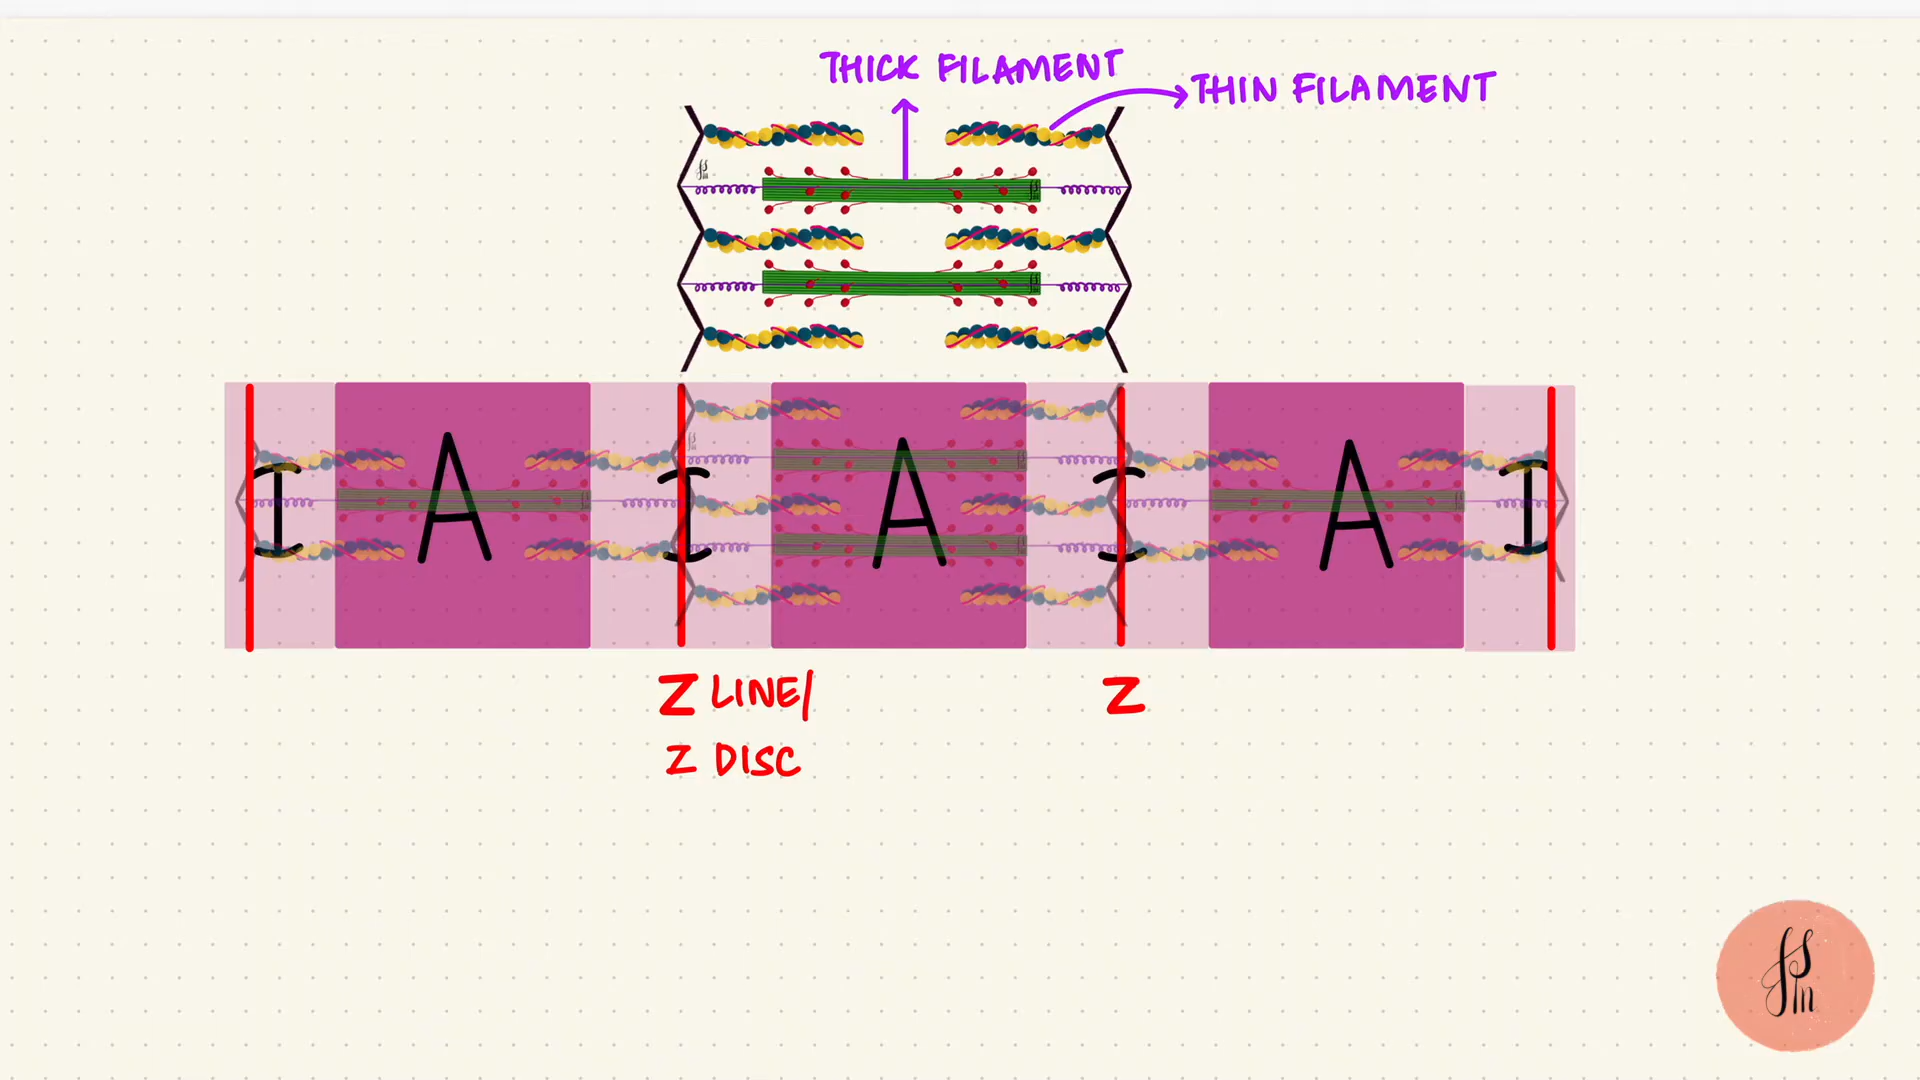 THICK FILAMENT
THIN FILAMENT
I A I A I A I
Z LINE/
Z DISC
Z